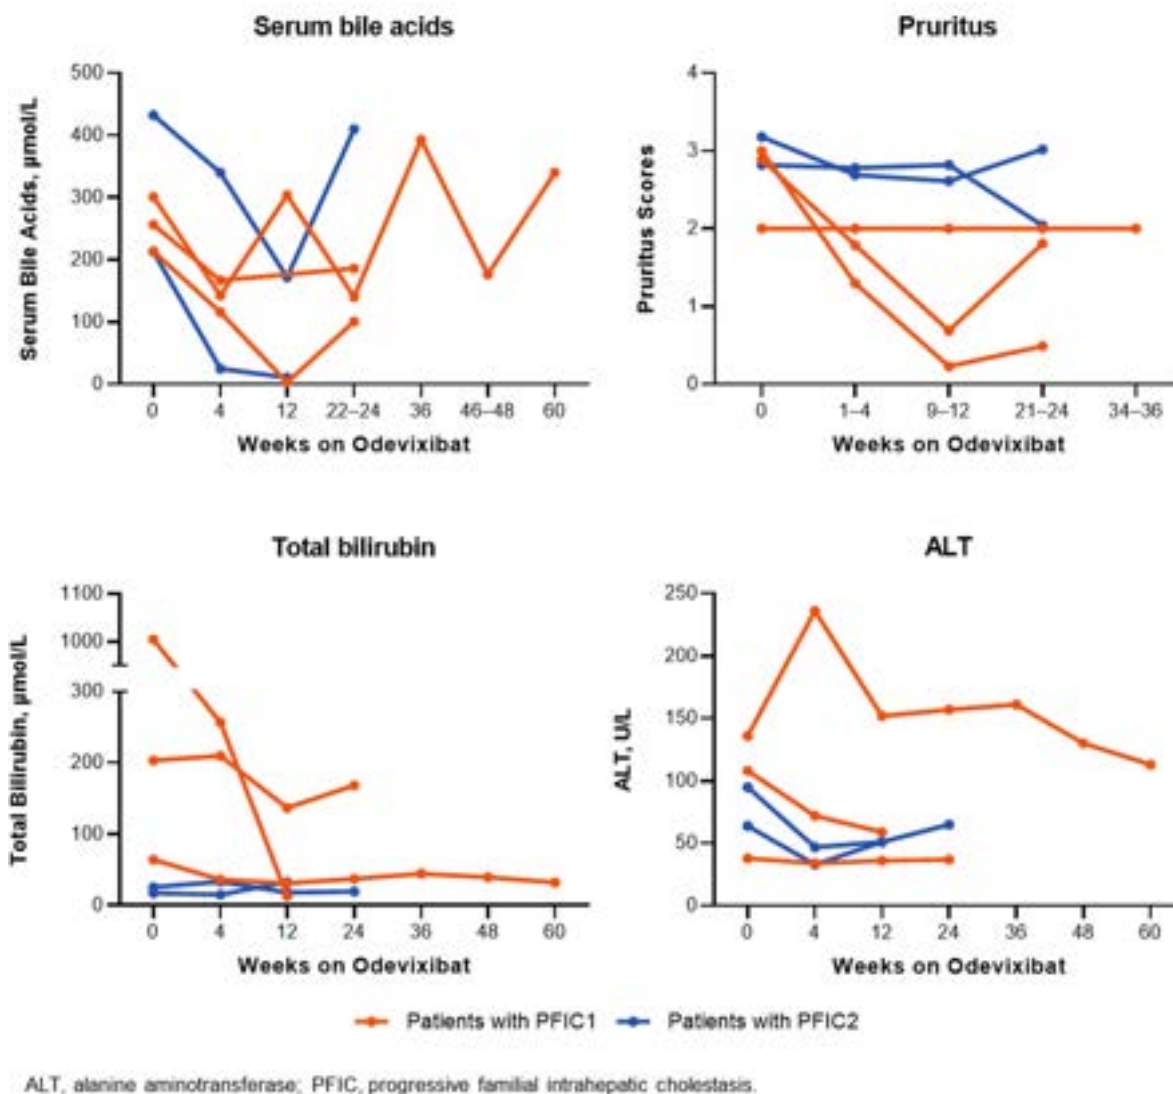 Serum bile acids
Serum Bile Acids, µmol/L
500
400
300
200
100
0
0 4 12 22–24 36 46–48 60
Weeks on Odevixibat
Pruritus
Pruritus Scores
4
3
2
1
0
0 1–4 9–12 21–24 34–36
Weeks on Odevixibat
Total bilirubin
Total Bilirubin, µmol/L
1100
1000
300
200
100
0
0 4 12 24 36 48 60
Weeks on Odevixibat
ALT
ALT, U/L
250
200
150
100
50
0
0 4 12 24 36 48 60
Weeks on Odevixibat
Patients with PFIC1 Patients with PFIC2
ALT, alanine aminotransferase; PFIC, progressive familial intrahepatic cholestasis.